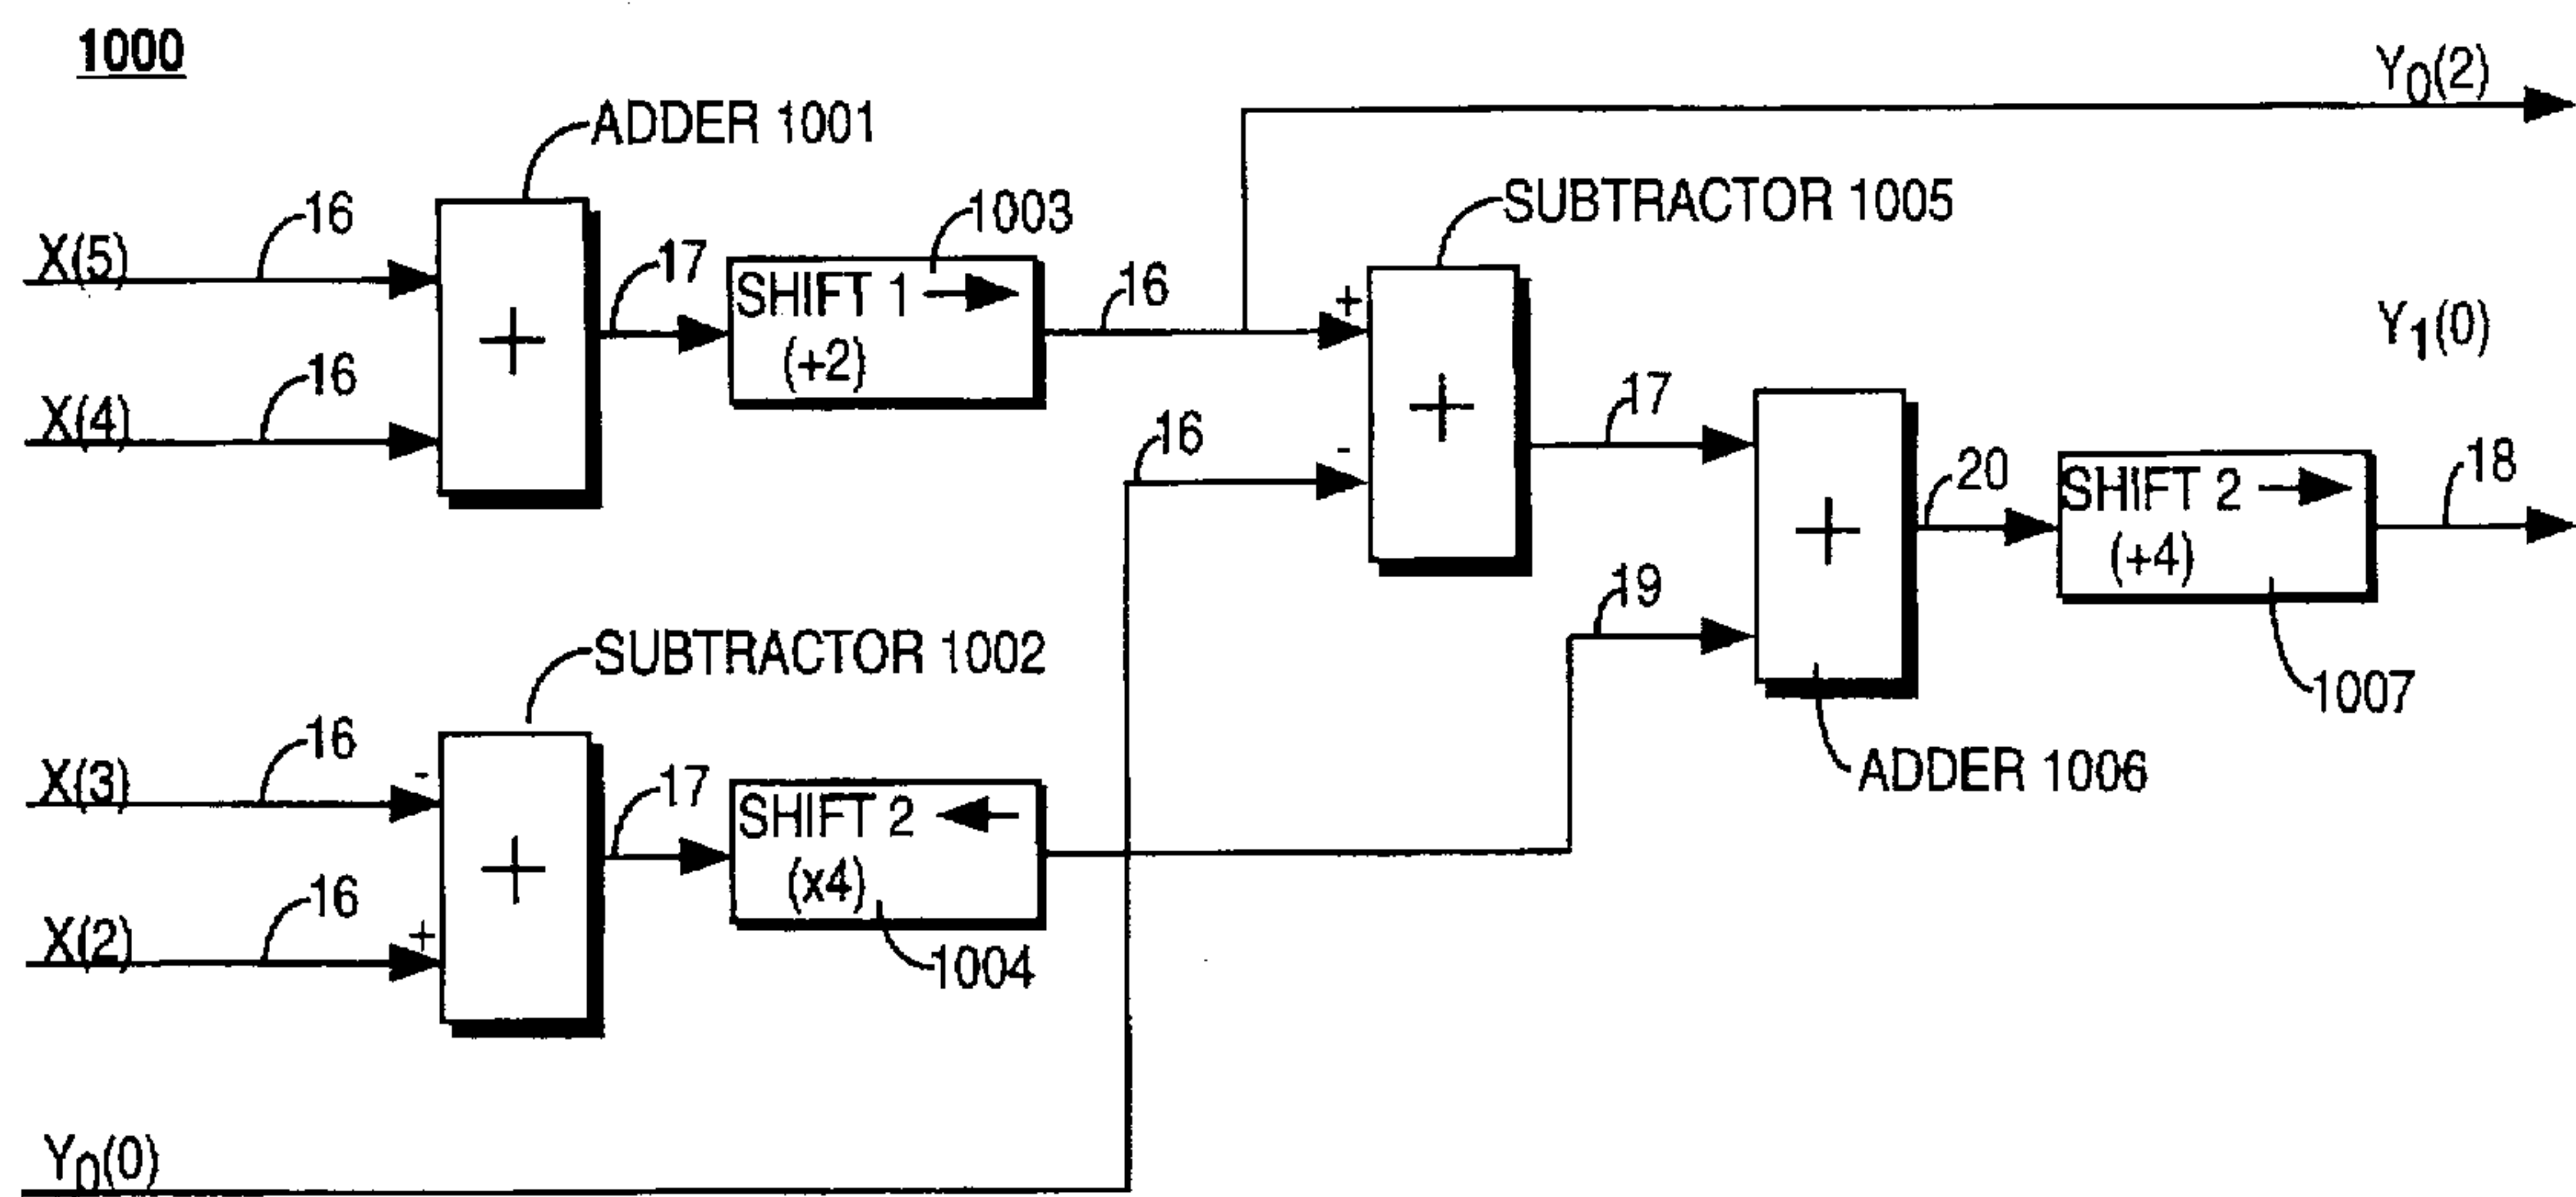 1000
Y0(2)
ADDER 1001
SUBTRACTOR 1005
X(5)
16
17
1003
SHIFT 1
(+2)
16
+
Y1(0)
X(4)
16
+
16
-
+
17
20
SHIFT 2
(+4)
18
19
+
1007
SUBTRACTOR 1002
ADDER 1006
X(3)
16
-
17
SHIFT 2
(x4)
+
X(2)
16
+
1004
Y0(0)